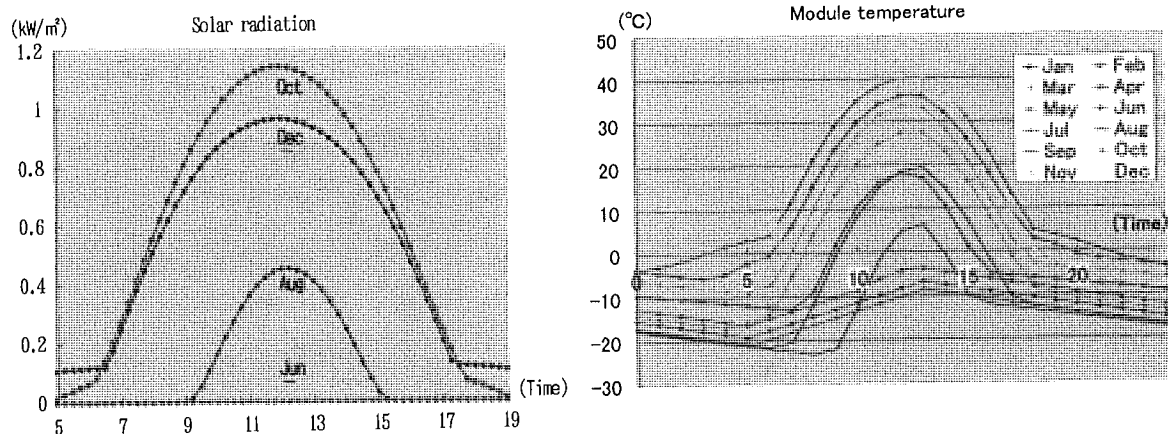 (kW/m²)
Solar radiation
1.2
1
0.8
0.6
0.4
0.2
0
Oct
Dec
Aug
Jun
(Time)
5 7 9 11 13 15 17 19
(°C)
Module temperature
50
40
30
20
10
0
-10
-20
-30
Jan Feb
Mar Apr
May Jun
Jul Aug
Sep Oct
Nov Dec
(Time)
0 5 10 15 20